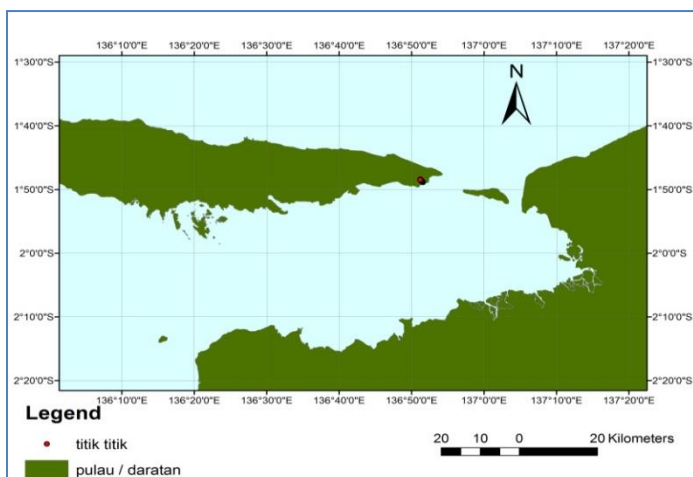 136°10'0"E 136°20'0"E 136°30'0"E 136°40'0"E 136°50'0"E 137°0'0"E 137°10'0"E 137°20'0"E
N
1°30'0"S 1°30'0"S
1°40'0"S 1°40'0"S
1°50'0"S 1°50'0"S
2°0'0"S 2°0'0"S
2°10'0"S 2°10'0"S
2°20'0"S 2°20'0"S
136°10'0"E 136°20'0"E 136°30'0"E 136°40'0"E 136°50'0"E 137°0'0"E 137°10'0"E 137°20'0"E
Legend
titik titik
pulau / daratan
20 10 0 20 Kilometers